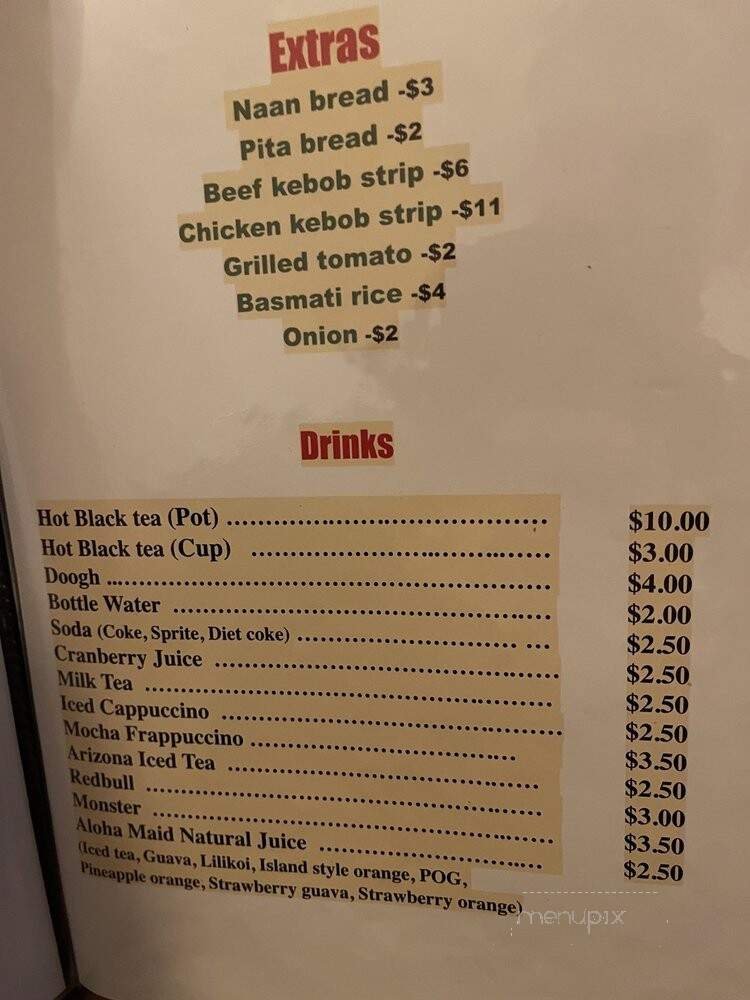 Extras
Naan bread -$3
Pita bread -$2
Beef kebob strip -$6
Chicken kebob strip -$11
Grilled tomato -$2
Basmati rice -$4
Onion -$2
Drinks
Hot Black tea (Pot) ................................................. $10.00
Hot Black tea (Cup) ............................................. $3.00
Doogh ................................................................ $4.00
Bottle Water ....................................................... $2.00
Soda (Coke, Sprite, Diet coke) ................................ ... $2.50
Cranberry Juice .................................................. $2.50
Milk Tea ........................................................... $2.50
Iced Cappuccino ................................................. $2.50
Mocha Frappuccino ....................................... $3.50
Arizona Iced Tea ............................................. $2.50
Redbull ......................................................... $3.00
Monster .......................................................... $3.50
Aloha Maid Natural Juice ................................ $2.50
(Iced tea, Guava, Lilikoi, Island style orange, POG,
Pineapple orange, Strawberry guava, Strawberry orange)
menupix